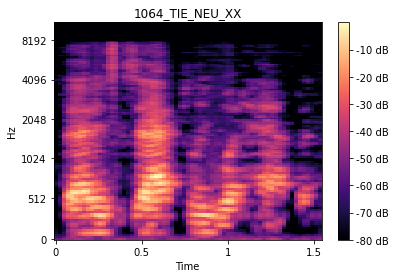 1064_TIE_NEU_XX
8192
4096
2048
1024
512
0
Hz
0
0.5
1
1.5
Time
-10 dB
-20 dB
-30 dB
-40 dB
-50 dB
-60 dB
-70 dB
-80 dB